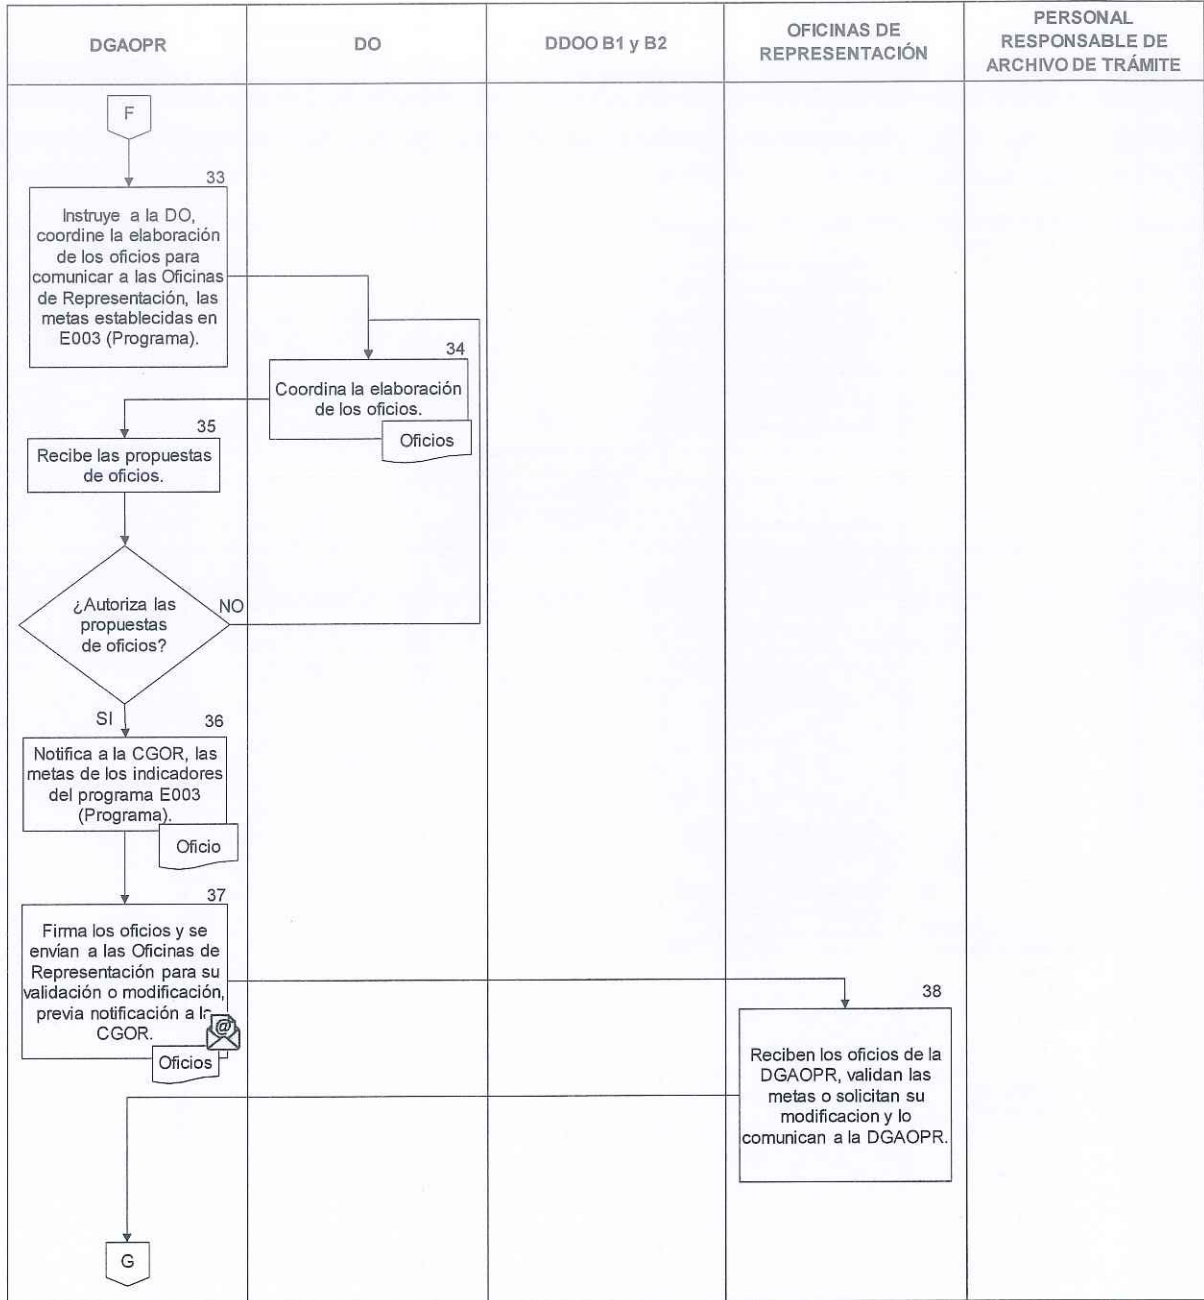 DGAOPR
DO
DDOO B1 y B2
OFICINAS DE
REPRESENTACIÓN
PERSONAL
RESPONSABLE DE
ARCHIVO DE TRÁMITE
F
33
Instruye a la DO,
coordine la elaboración
de los oficios para
comunicar a las Oficinas
de Representación, las
metas establecidas en
E003 (Programa).
34
Coordina la elaboración
de los oficios.
Oficios
35
Recibe las propuestas
de oficios.
¿Autoriza las
propuestas
de oficios?
NO
SI
36
Notifica a la CGOR, las
metas de los indicadores
del programa E003
(Programa).
Oficio
37
Firma los oficios y se
envían a las Oficinas de
Representación para su
validación o modificación,
previa notificación a la
CGOR.
@
Oficios
38
Reciben los oficios de la
DGAOPR, validan las
metas o solicitan su
modificacion y lo
comunican a la DGAOPR.
G